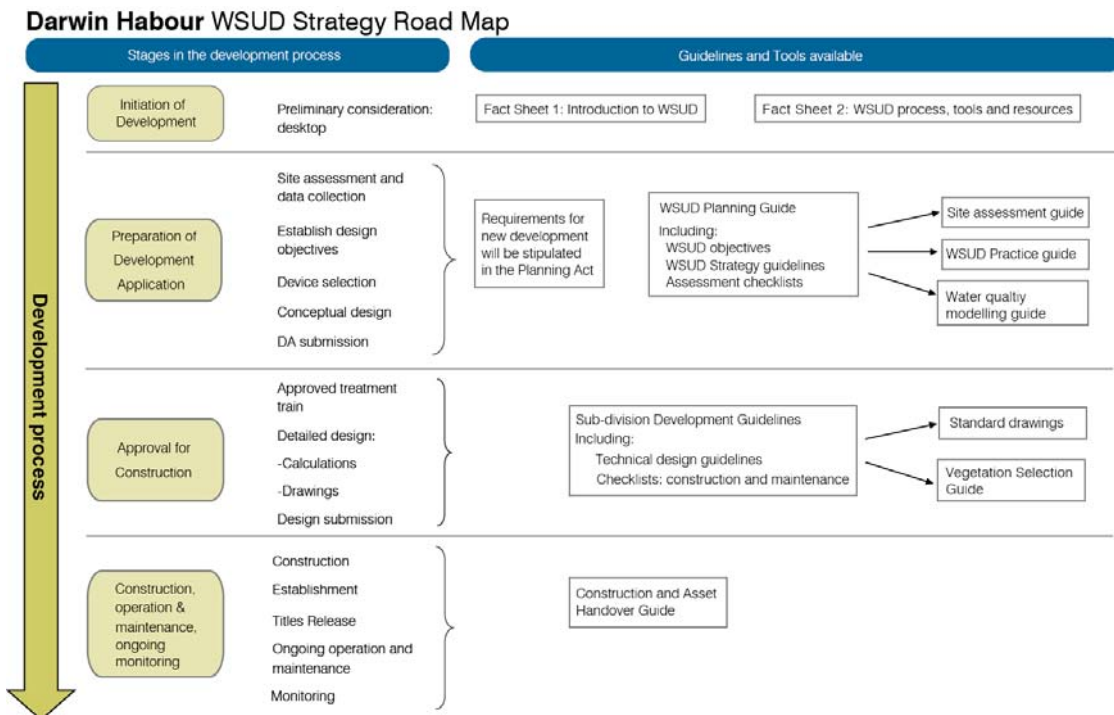 Darwin Habour WSUD Strategy Road Map
Stages in the development process
Guidelines and Tools available
Development process
Initiation of
Development
Preliminary consideration:
desktop
Fact Sheet 1: Introduction to WSUD
Fact Sheet 2: WSUD process, tools and resources
Preparation of
Development
Application
Site assessment and
data collection
Establish design
objectives
Device selection
Conceptual design
DA submission
Requirements for
new development
will be stipulated
in the Planning Act
WSUD Planning Guide
Including:
WSUD objectives
WSUD Strategy guidelines
Assessment checklists
Site assessment guide
WSUD Practice guide
Water qualtiy
modelling guide
Approval for
Construction
Approved treatment
train
Detailed design:
-Calculations
-Drawings
Design submission
Sub-division Development Guidelines
Including:
Technical design guidelines
Checklists: construction and maintenance
Standard drawings
Vegetation Selection
Guide
Construction,
operation &
maintenance,
ongoing
monitoring
Construction
Establishment
Titles Release
Ongoing operation and
maintenance
Monitoring
Construction and Asset
Handover Guide